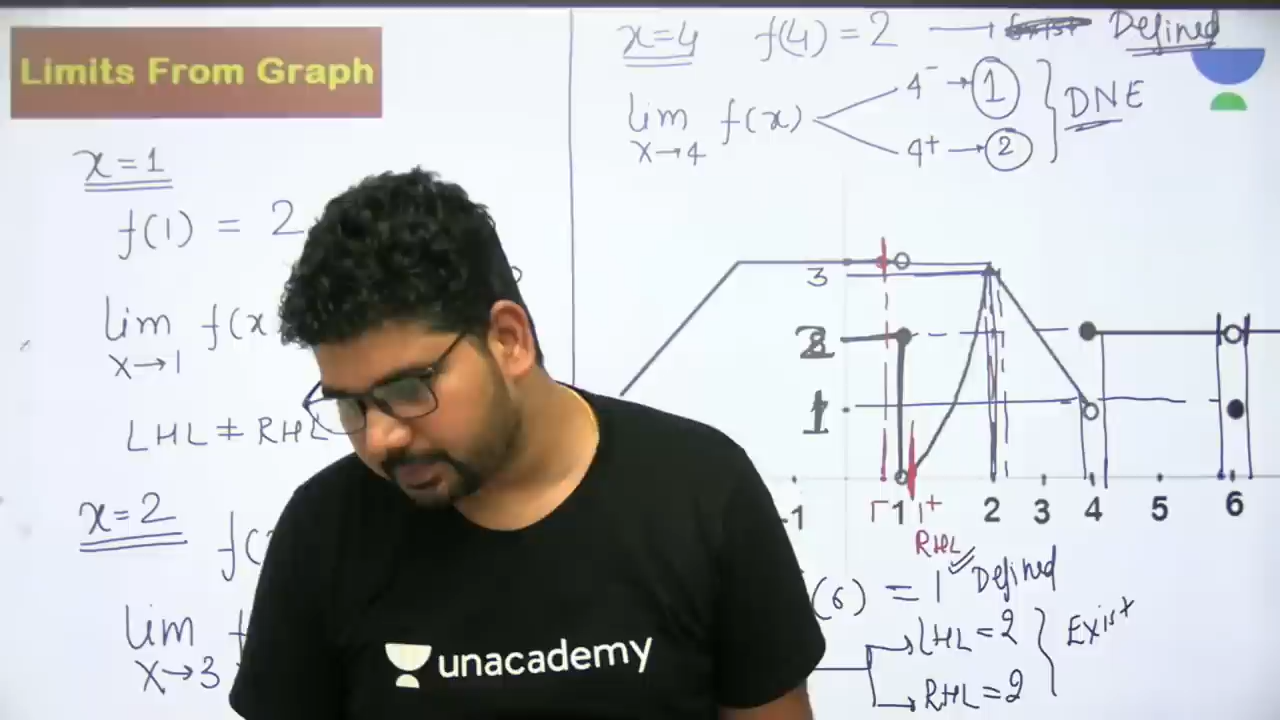 Limits From Graph
x=1
f(1) = 2
lim f(x
x→1
LHL ≠ RHL
x=2
lim f
x→3
x=4 f(4) = 2 → Defined
lim f(x)
x→4
4⁻ → 1
4⁺ → 2
DNE
3
2
1
-1 1⁻ 1 1⁺ 2 3 4 5 6
RHL
(6) = 1 Defined
LHL = 2
RHL = 2
Exist
unacademy